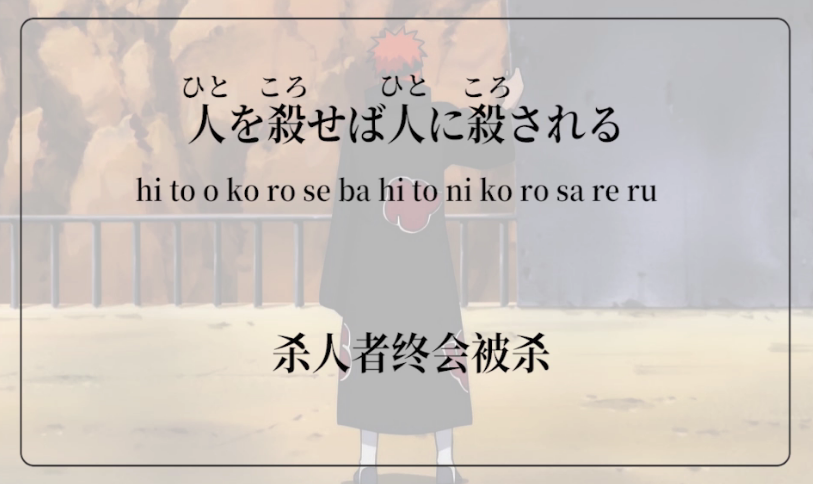 ひと ころ ひと ころ
人を殺せば人に殺される
hi to o ko ro se ba hi to ni ko ro sa re ru
杀人者终会被杀